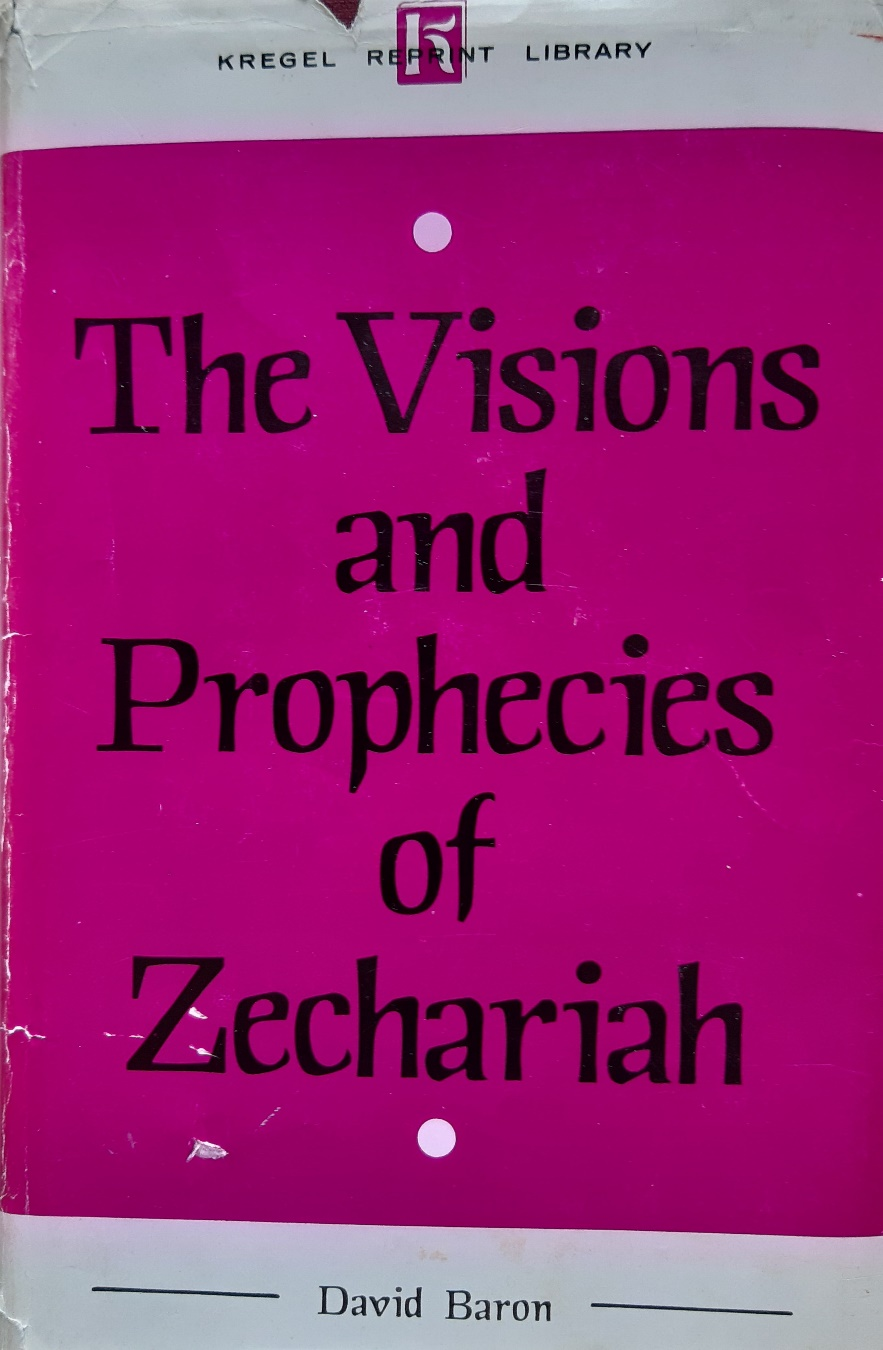 KREGEL REPRINT LIBRARY
The Visions
and
Prophecies
of
Zechariah
David Baron